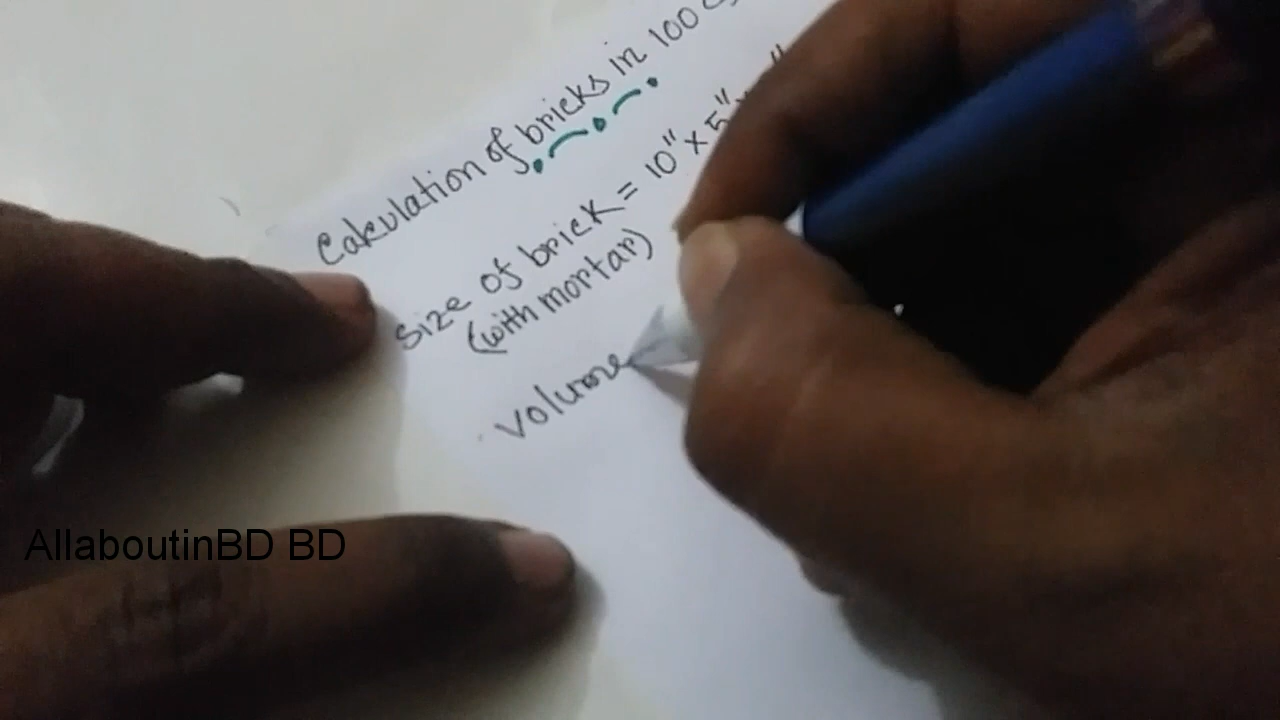 Calculation of bricks in 100
Size of brick = 10" × 5"
(with mortar)
Volume
AllaboutinBD BD